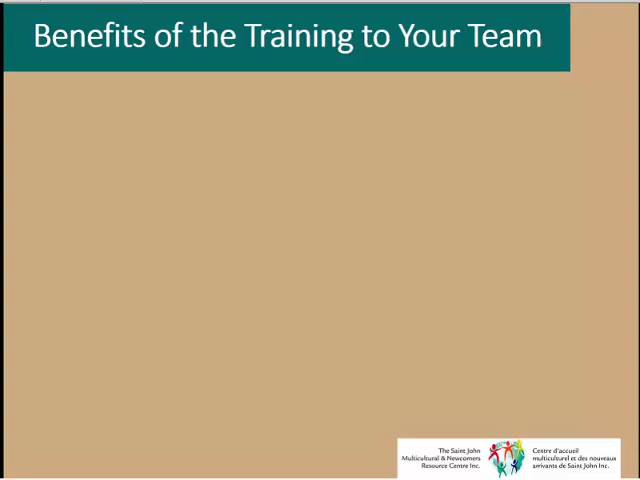 Benefits of the Training to Your Team
The Saint John
Multicultural & Newcomers
Resource Centre Inc.
Centre d'accueil
multiculturel et des nouveaux
arrivants de Saint John Inc.